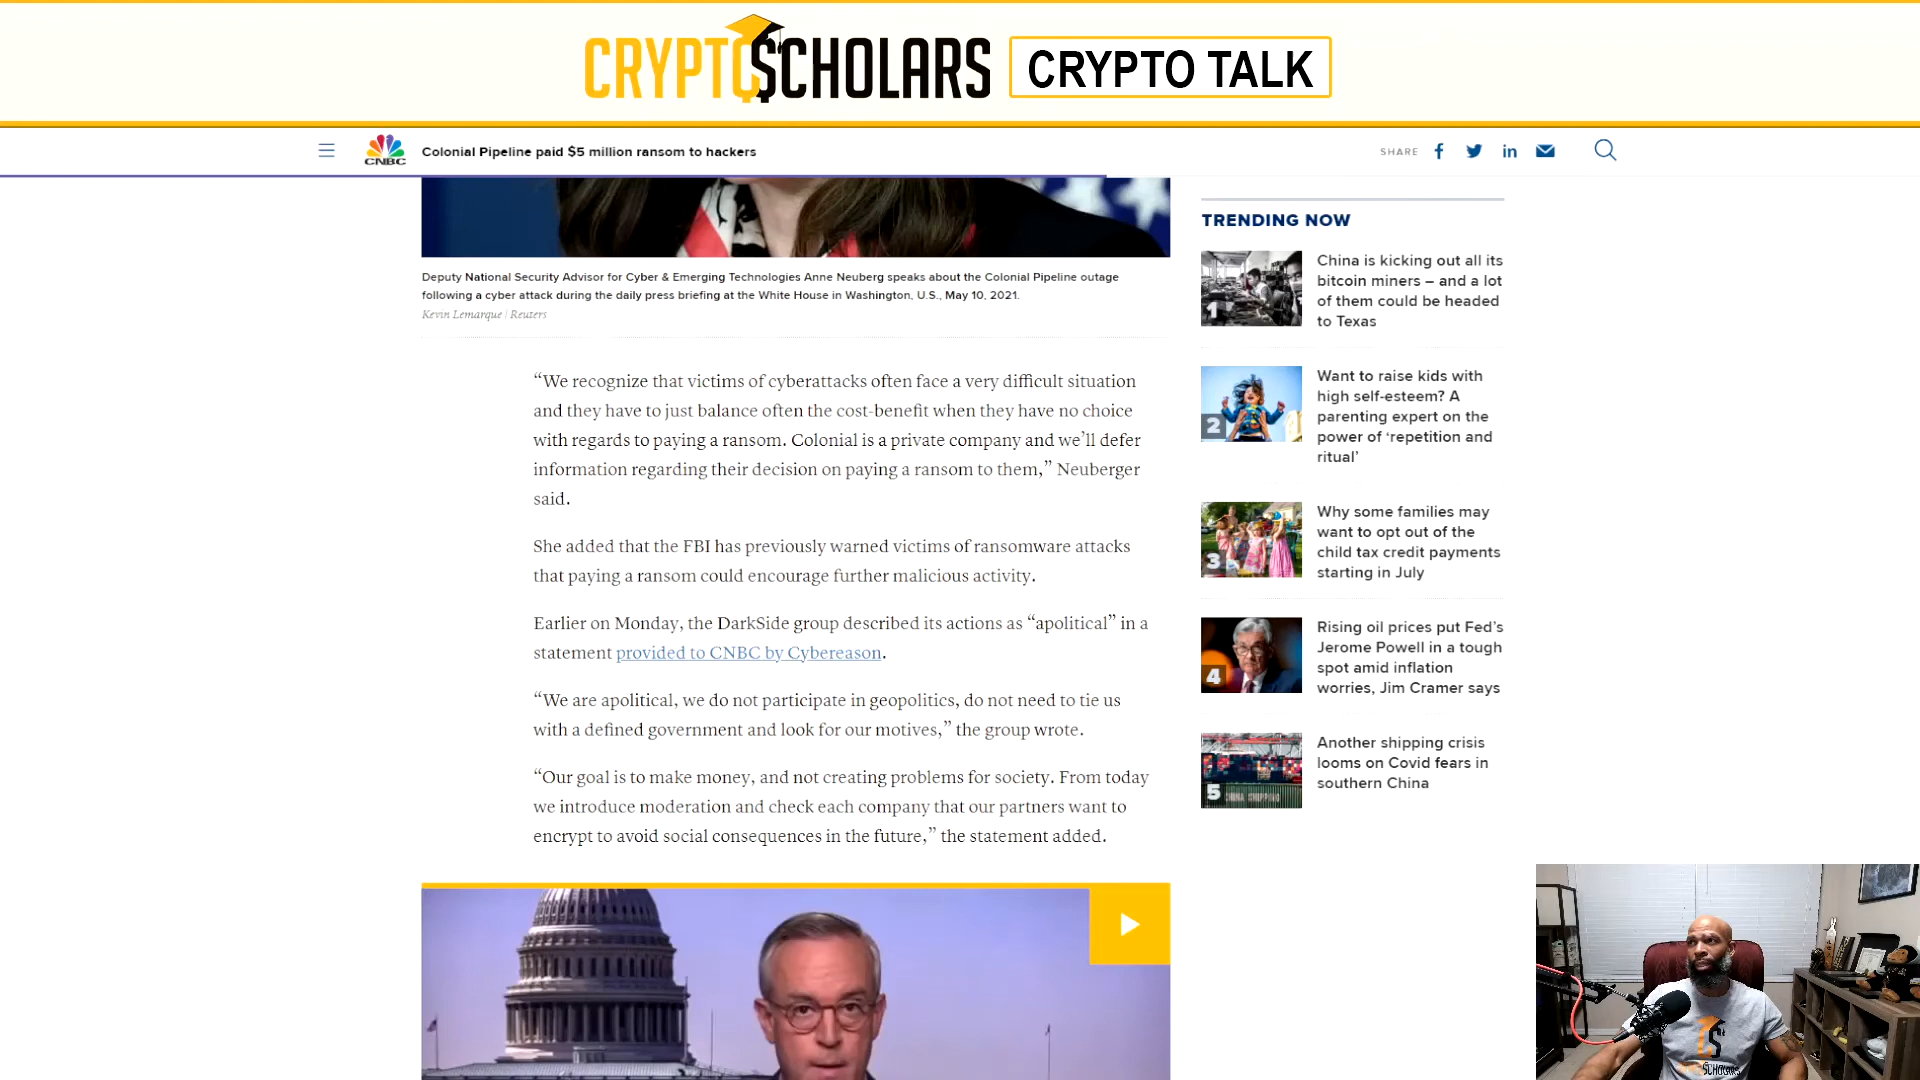 CRYPTO$CHOLARS CRYPTO TALK
CNBC
Colonial Pipeline paid $5 million ransom to hackers
SHARE
Deputy National Security Advisor for Cyber & Emerging Technologies Anne Neuberg speaks about the Colonial Pipeline outage
following a cyber attack during the daily press briefing at the White House in Washington, U.S., May 10, 2021.
Kevin Lemarque | Reuters
“We recognize that victims of cyberattacks often face a very difficult situation
and they have to just balance often the cost-benefit when they have no choice
with regards to paying a ransom. Colonial is a private company and we’ll defer
information regarding their decision on paying a ransom to them,” Neuberger
said.
She added that the FBI has previously warned victims of ransomware attacks
that paying a ransom could encourage further malicious activity.
Earlier on Monday, the DarkSide group described its actions as “apolitical” in a
statement provided to CNBC by Cybereason.
“We are apolitical, we do not participate in geopolitics, do not need to tie us
with a defined government and look for our motives,” the group wrote.
“Our goal is to make money, and not creating problems for society. From today
we introduce moderation and check each company that our partners want to
encrypt to avoid social consequences in the future,” the statement added.
TRENDING NOW
1
China is kicking out all its
bitcoin miners – and a lot
of them could be headed
to Texas
2
Want to raise kids with
high self-esteem? A
parenting expert on the
power of ‘repetition and
ritual’
3
Why some families may
want to opt out of the
child tax credit payments
starting in July
4
Rising oil prices put Fed’s
Jerome Powell in a tough
spot amid inflation
worries, Jim Cramer says
5
Another shipping crisis
looms on Covid fears in
southern China